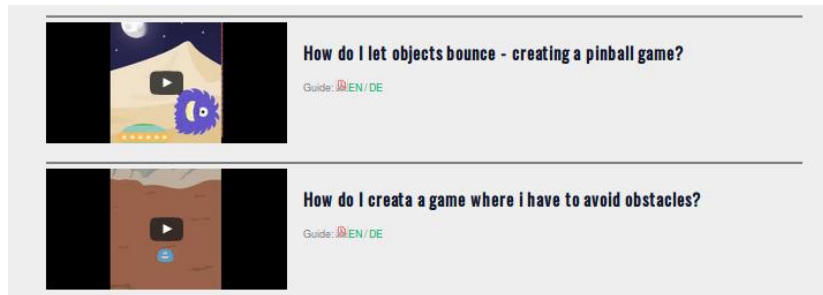 How do I let objects bounce - creating a pinball game?
Guide: EN / DE
How do I creata a game where i have to avoid obstacles?
Guide: EN / DE